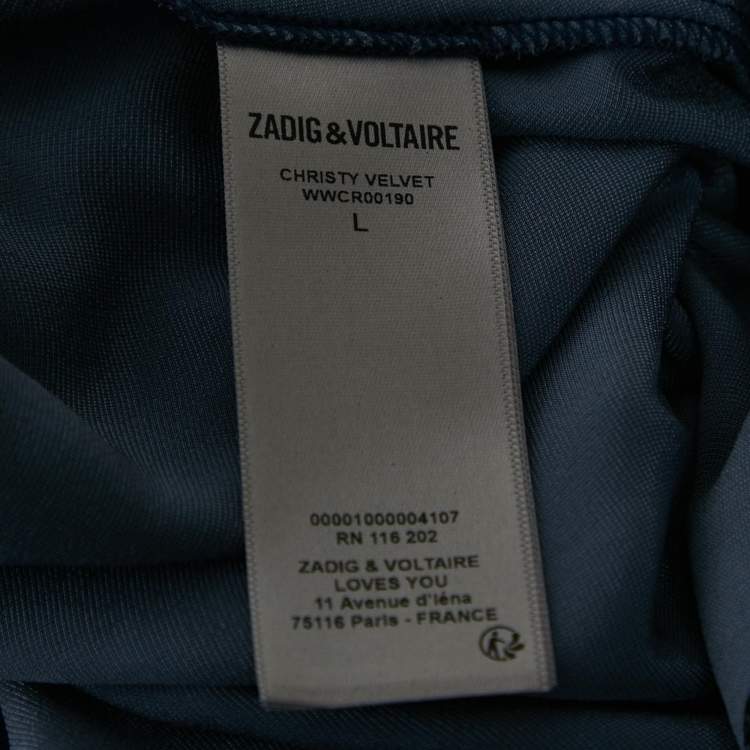 ZADIG & VOLTAIRE
CHRISTY VELVET
WWCR00190
L
00001000004107
RN 116 202
ZADIG & VOLTAIRE
LOVES YOU
11 Avenue d'Iéna
75116 Paris - FRANCE